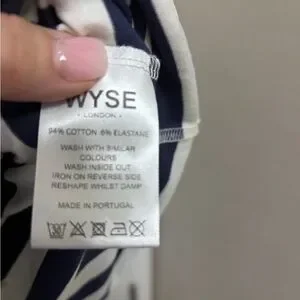 WYSE
· LONDON ·
94% COTTON 6% ELASTANE
WASH WITH SIMILAR
COLOURS
WASH INSIDE OUT
IRON ON REVERSE SIDE
RESHAPE WHILST DAMP
MADE IN PORTUGAL